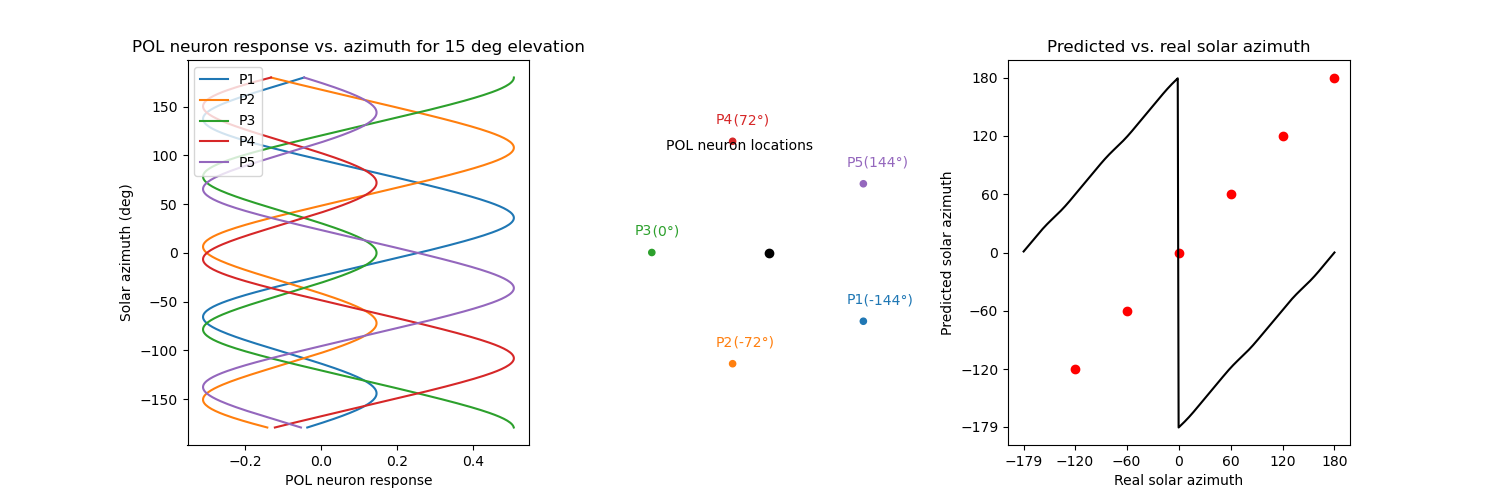 POL neuron response vs. azimuth for 15 deg elevation
P1
P2
P3
P4
P5
150
100
50
0
−50
−100
−150
Solar azimuth (deg)
−0.2 0.0 0.2 0.4
POL neuron response
P4(72°)
POL neuron locations
P5(144°)
P3(0°)
P1(-144°)
P2(-72°)
Predicted vs. real solar azimuth
180
120
60
0
−60
−120
−179
Predicted solar azimuth
−179 −120 −60 0 60 120 180
Real solar azimuth